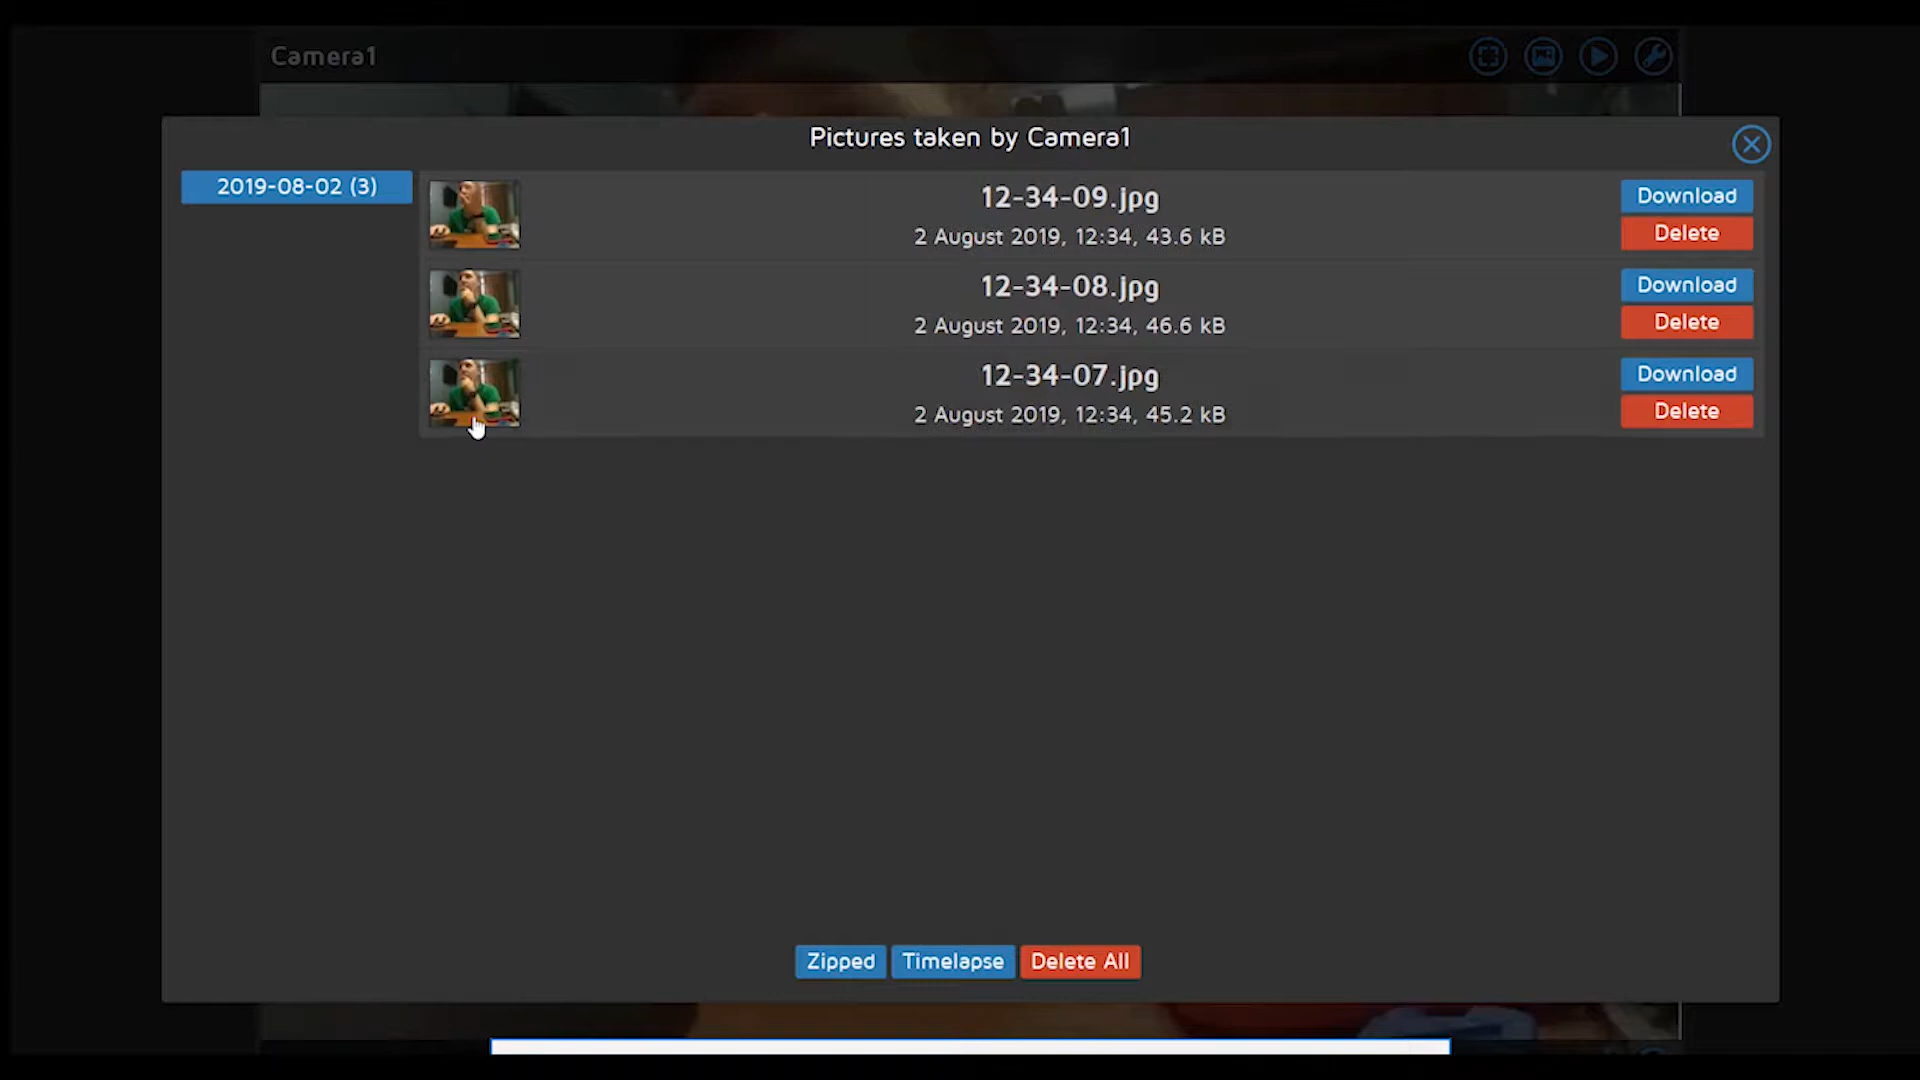 Camera1
Pictures taken by Camera1
2019-08-02 (3)
12-34-09.jpg
2 August 2019, 12:34, 43.6 kB
Download
Delete
12-34-08.jpg
2 August 2019, 12:34, 46.6 kB
Download
Delete
12-34-07.jpg
2 August 2019, 12:34, 45.2 kB
Download
Delete
Zipped
Timelapse
Delete All